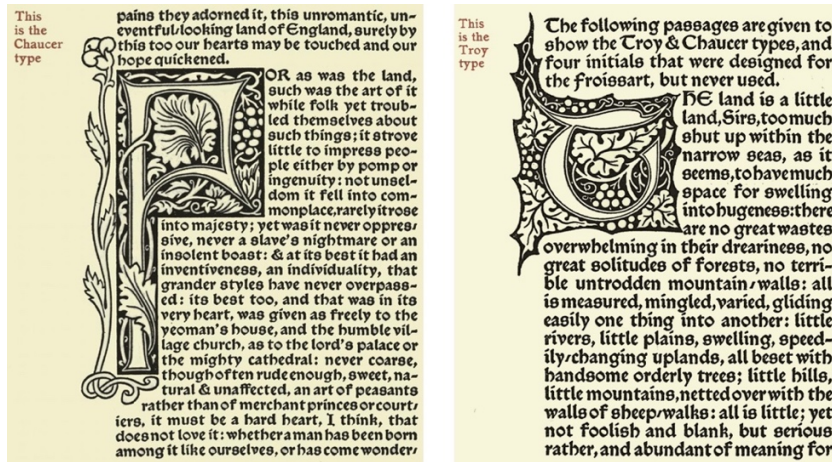 This
is the
Chaucer
type
pains they adorned it, this unromantic, un-
eventful-looking land of England, surely by
this too our hearts may be touched and our
hope quickened.
FOR as was the land,
such was the art of it
while folk yet troub-
led themselves about
such things; it strove
little to impress peo-
ple either by pomp or
ingenuity: not unsel-
dom it fell into com-
monplace, rarely it rose
into majesty; yet was it never oppres-
sive, never a slave's nightmare or an
insolent boast: & at its best it had an
inventiveness, an individuality, that
grander styles have never overpass-
ed: its best too, and that was in its
very heart, was given as freely to the
yeoman's house, and the humble vil-
lage church, as to the lord's palace or
the mighty cathedral: never coarse,
though often rude enough, sweet, na-
tural & unaffected, an art of peasants
rather than of merchant princes or court-
iers, it must be a hard heart, I think, that
does not love it: whether a man has been born
among it like ourselves, or has come wonder-
This
is the
Troy
type
The following passages are given to
show the Troy & Chaucer types, and
four initials that were designed for
the Froissart, but never used.
THE land is a little
land, Sirs, too much
shut up within the
narrow seas, as it
seems, to have much
space for swelling
into hugeness: there
are no great wastes
overwhelming in their dreariness, no
great solitudes of forests, no terri-
ble untrodden mountain-walls: all
is measured, mingled, varied, gliding
easily one thing into another: little
rivers, little plains, swelling, speed-
ily-changing uplands, all beset with
handsome orderly trees; little hills,
little mountains, netted over with the
walls of sheep-walks: all is little; yet
not foolish and blank, but serious
rather, and abundant of meaning for